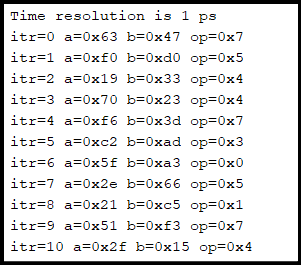 Time resolution is 1 ps
itr=0 a=0x63 b=0x47 op=0x7
itr=1 a=0xf0 b=0xd0 op=0x5
itr=2 a=0x19 b=0x33 op=0x4
itr=3 a=0x70 b=0x23 op=0x4
itr=4 a=0xf6 b=0x3d op=0x7
itr=5 a=0xc2 b=0xad op=0x3
itr=6 a=0x5f b=0xa3 op=0x0
itr=7 a=0x2e b=0x66 op=0x5
itr=8 a=0x21 b=0xc5 op=0x1
itr=9 a=0x51 b=0xf3 op=0x7
itr=10 a=0x2f b=0x15 op=0x4